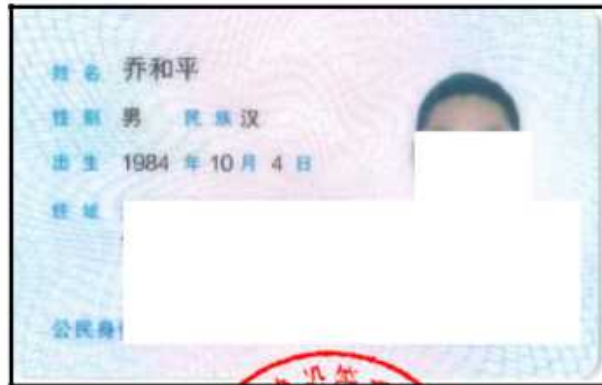 姓名 乔和平
性别 男 民族 汉
出生 1984 年 10 月 4 日
住址
公民身
设